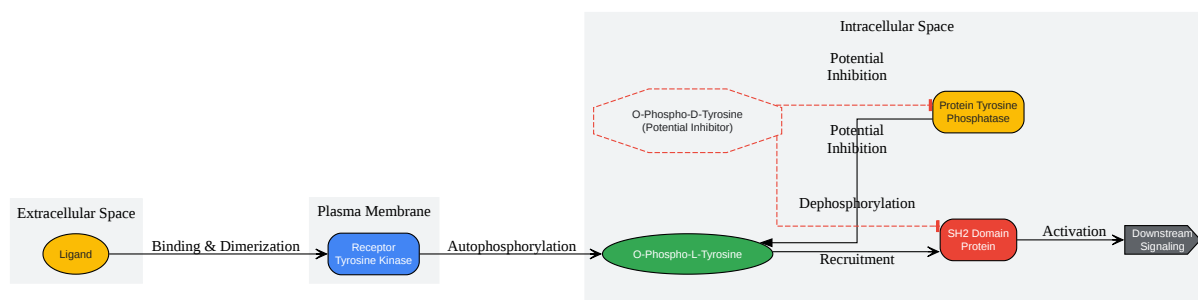 Intracellular Space
Potential
Inhibition
O-Phospho-D-Tyrosine
(Potential Inhibitor)
Protein Tyrosine
Phosphatase
Potential
Inhibition
Extracellular Space
Plasma Membrane
Dephosphorylation
Ligand
Binding & Dimerization
Receptor
Tyrosine Kinase
Autophosphorylation
O-Phospho-L-Tyrosine
Recruitment
SH2 Domain
Protein
Activation
Downstream
Signaling